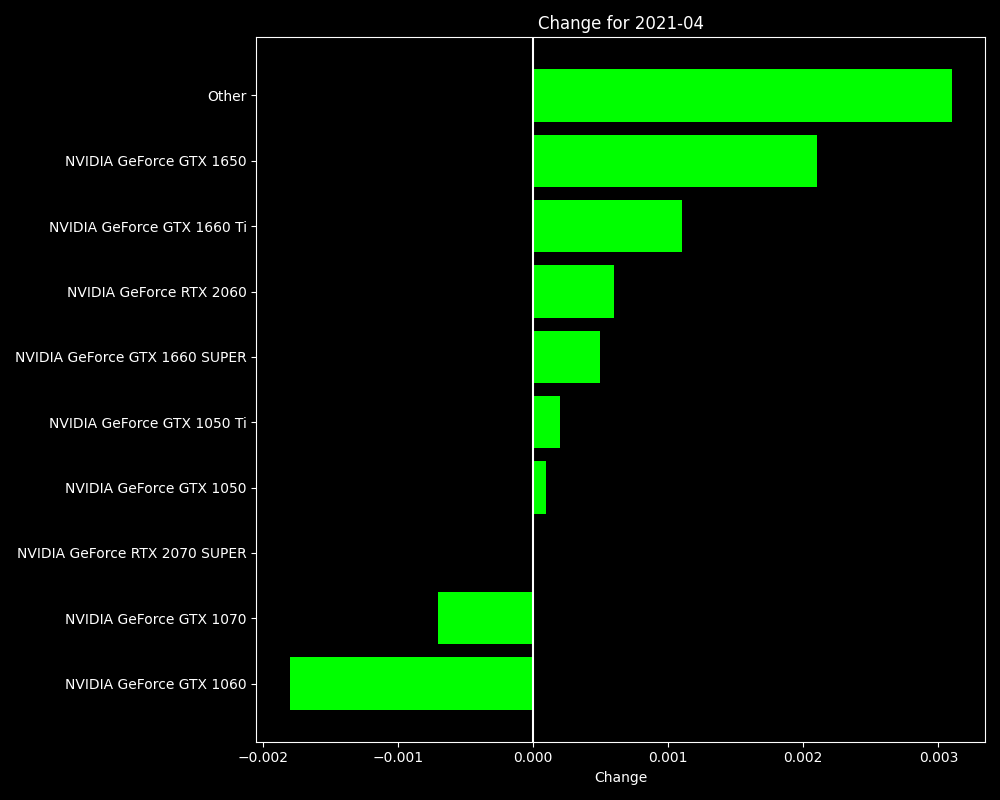 Change for 2021-04
Other
NVIDIA GeForce GTX 1650
NVIDIA GeForce GTX 1660 Ti
NVIDIA GeForce RTX 2060
NVIDIA GeForce GTX 1660 SUPER
NVIDIA GeForce GTX 1050 Ti
NVIDIA GeForce GTX 1050
NVIDIA GeForce RTX 2070 SUPER
NVIDIA GeForce GTX 1070
NVIDIA GeForce GTX 1060
−0.002 −0.001 0.000 0.001 0.002 0.003
Change